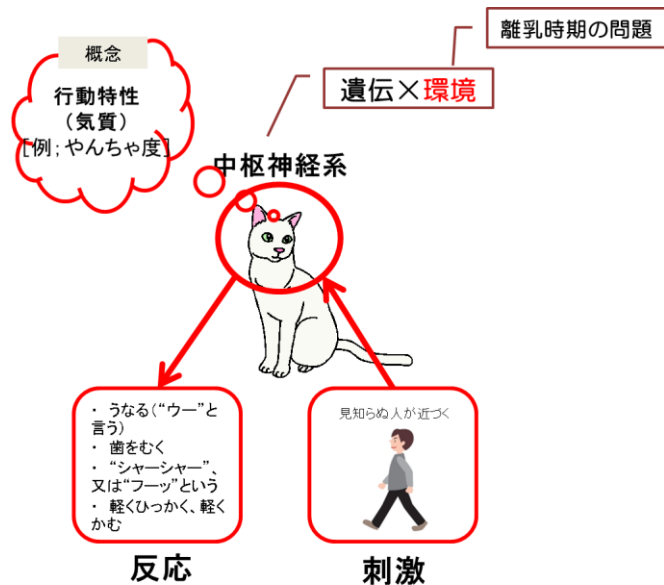 離乳時期の問題
概念
遺伝×環境
行動特性
（気質）
[例；やんちゃ度]
中枢神経系
・ うなる(“ウー”と
言う)
・ 歯をむく
・ “シャーシャー”、
又は“フーッ”という
・ 軽くひっかく、軽く
かむ
見知らぬ人が近づく
反応
刺激